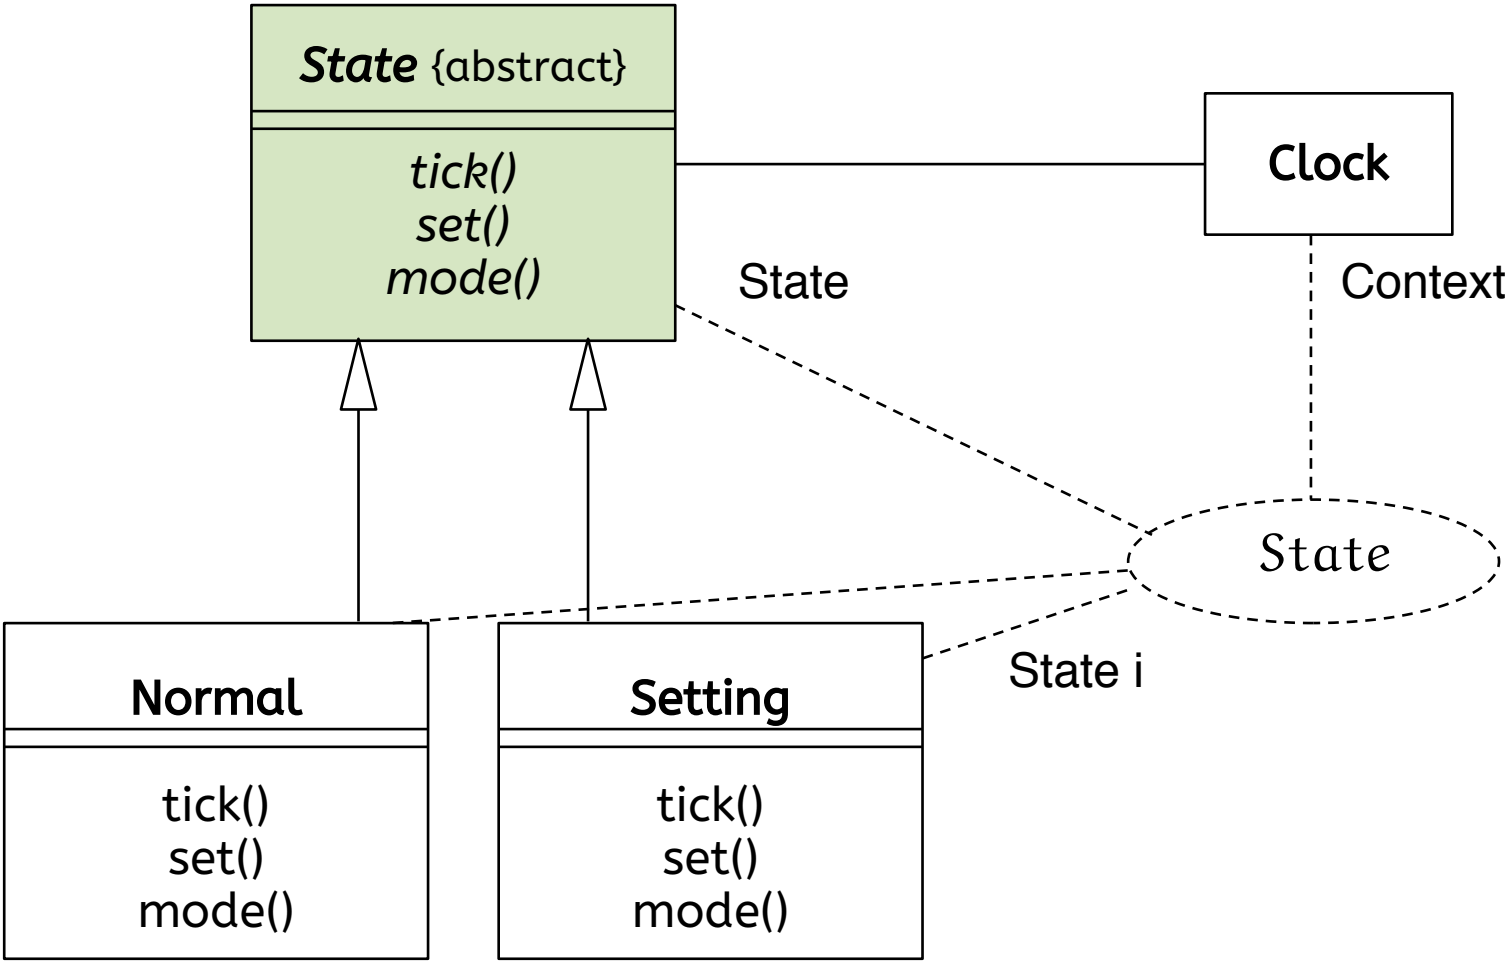 State {abstract}
tick()
set()
mode()
Clock
State
Context
State
State i
Normal
tick()
set()
mode()
Setting
tick()
set()
mode()